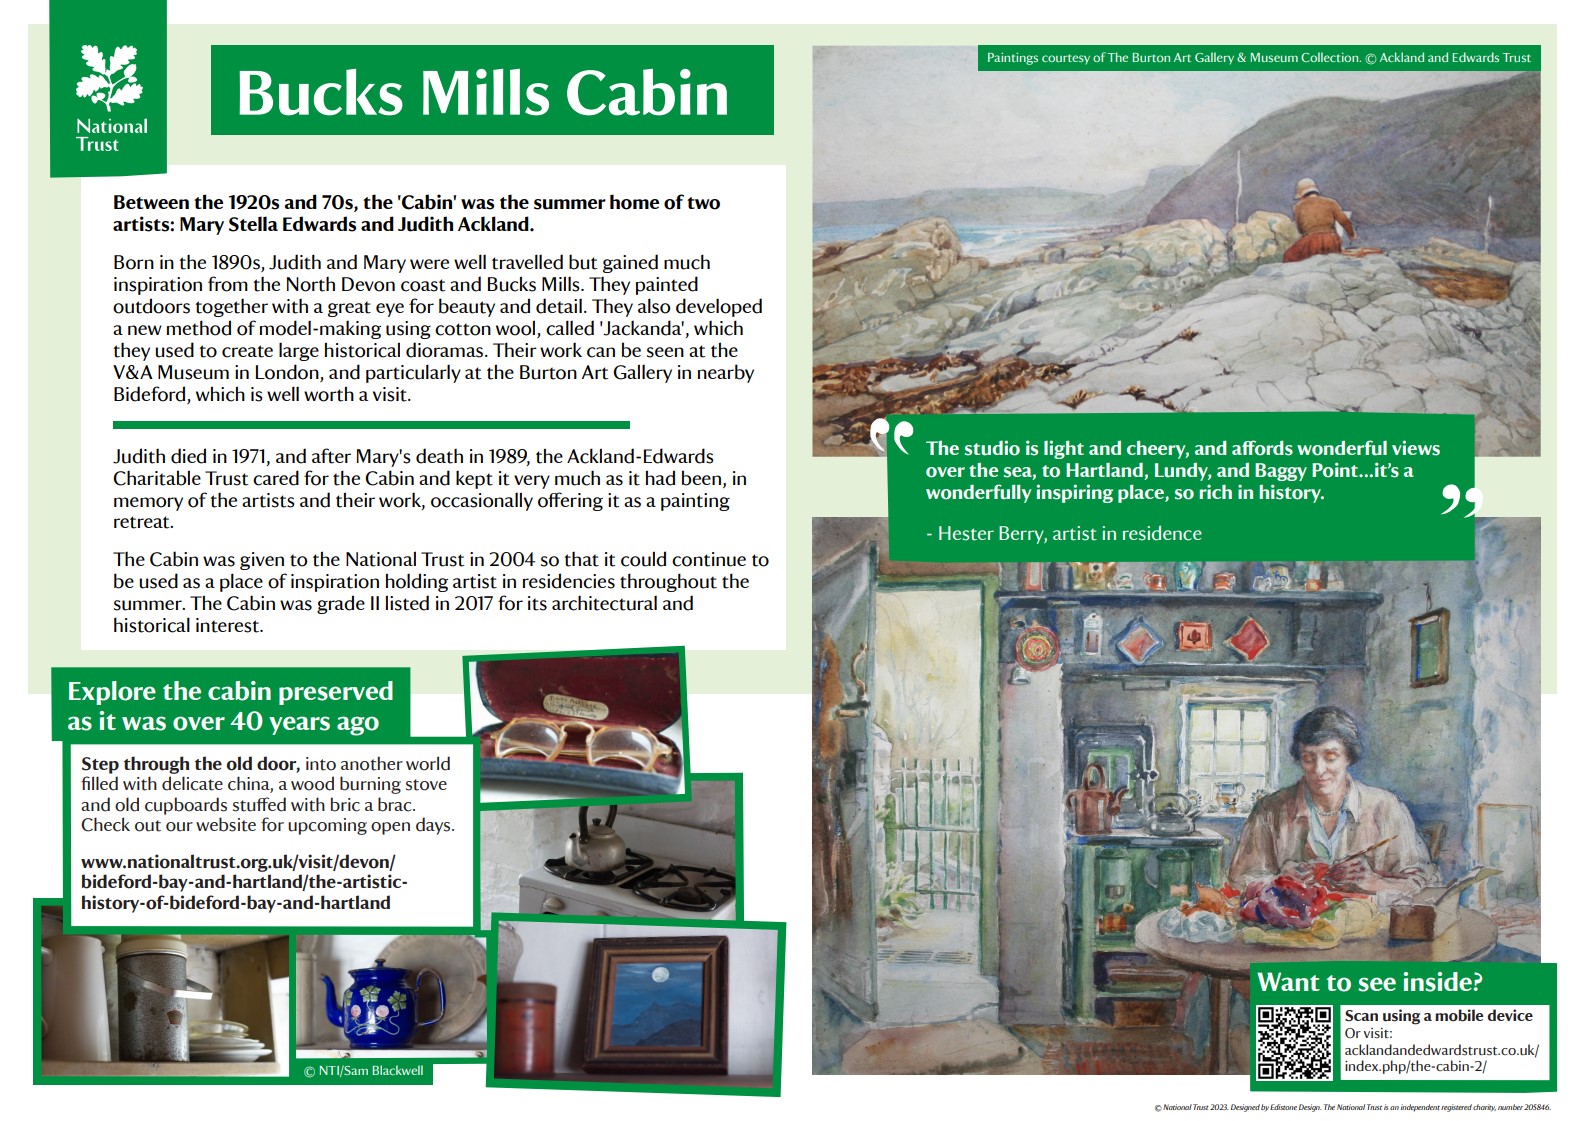 National
Trust
Bucks Mills Cabin
Between the 1920s and 70s, the 'Cabin' was the summer home of two
artists: Mary Stella Edwards and Judith Ackland.
Born in the 1890s, Judith and Mary were well travelled but gained much
inspiration from the North Devon coast and Bucks Mills. They painted
outdoors together with a great eye for beauty and detail. They also developed
a new method of model-making using cotton wool, called 'Jackanda', which
they used to create large historical dioramas. Their work can be seen at the
V&A Museum in London, and particularly at the Burton Art Gallery in nearby
Bideford, which is well worth a visit.
Judith died in 1971, and after Mary's death in 1989, the Ackland-Edwards
Charitable Trust cared for the Cabin and kept it very much as it had been, in
memory of the artists and their work, occasionally offering it as a painting
retreat.
The Cabin was given to the National Trust in 2004 so that it could continue to
be used as a place of inspiration holding artist in residencies throughout the
summer. The Cabin was grade II listed in 2017 for its architectural and
historical interest.
Explore the cabin preserved
as it was over 40 years ago
Step through the old door, into another world
filled with delicate china, a wood burning stove
and old cupboards stuffed with bric a brac.
Check out our website for upcoming open days.
www.nationaltrust.org.uk/visit/devon/
bideford-bay-and-hartland/the-artistic-
history-of-bideford-bay-and-hartland
© NTI/Sam Blackwell
Paintings courtesy of The Burton Art Gallery & Museum Collection. © Ackland and Edwards Trust
“The studio is light and cheery, and affords wonderful views
over the sea, to Hartland, Lundy, and Baggy Point...it’s a
wonderfully inspiring place, so rich in history.”
- Hester Berry, artist in residence
Want to see inside?
Scan using a mobile device
Or visit:
acklandandedwardstrust.co.uk/
index.php/the-cabin-2/
© National Trust 2023. Designed by Edistone Design. The National Trust is an independent registered charity, number 205846.